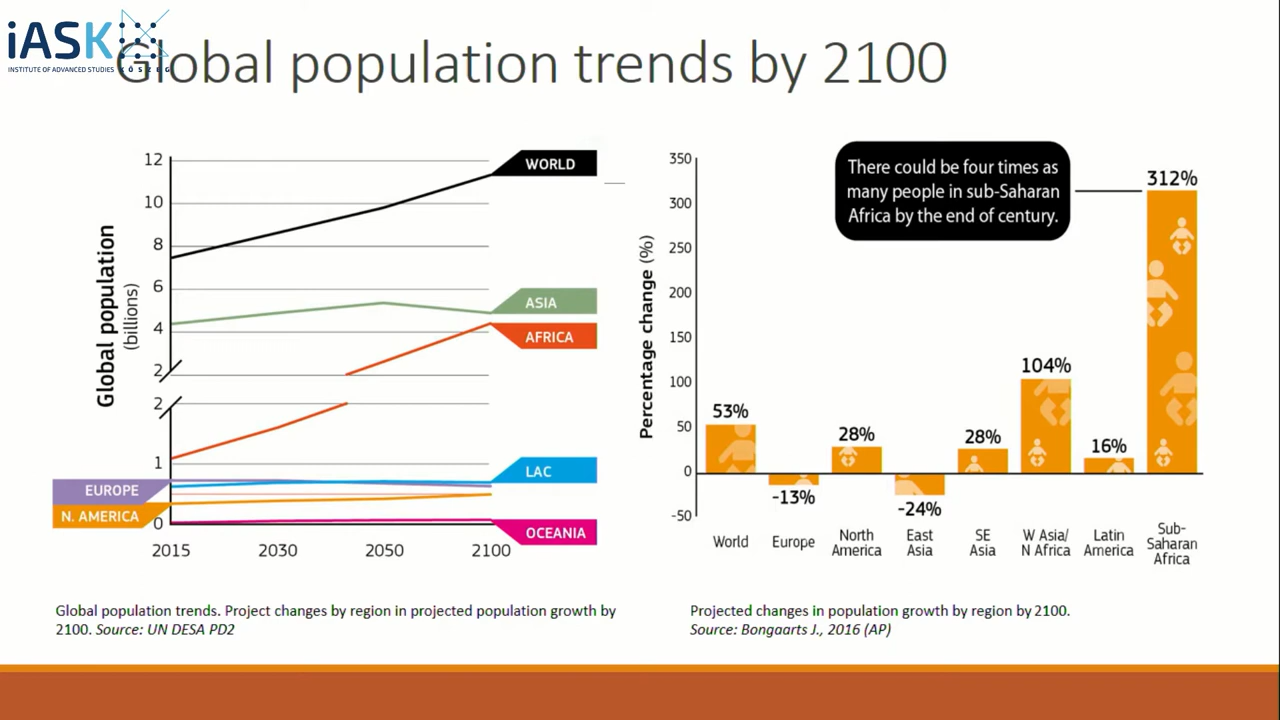 iASK
INSTITUTE OF ADVANCED STUDIES KŐSZEG
Global population trends by 2100
12
10
8
6
4
2
2
1
0
Global population
(billions)
WORLD
ASIA
AFRICA
LAC
EUROPE
N. AMERICA
OCEANIA
2015 2030 2050 2100
Global population trends. Project changes by region in projected population growth by
2100. Source: UN DESA PD2
350
300
250
200
150
100
50
0
-50
Percentage change (%)
There could be four times as
many people in sub-Saharan
Africa by the end of century.
53%
-13%
28%
-24%
28%
104%
16%
312%
World
Europe
North
America
East
Asia
SE
Asia
W Asia/
N Africa
Latin
America
Sub-
Saharan
Africa
Projected changes in population growth by region by 2100.
Source: Bongaarts J., 2016 (AP)